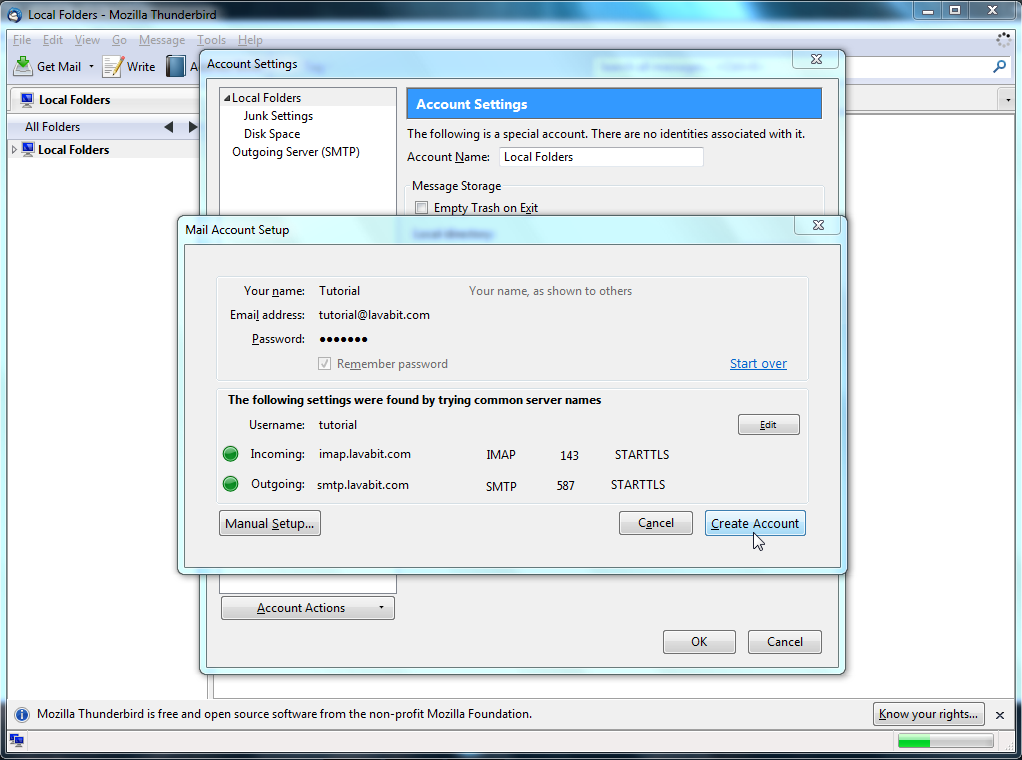 Local Folders - Mozilla Thunderbird
File Edit View Go Message Tools Help
Get Mail Write A
Local Folders
All Folders
Local Folders
Account Settings
Local Folders
Junk Settings
Disk Space
Outgoing Server (SMTP)
Account Settings
The following is a special account. There are no identities associated with it.
Account Name: Local Folders
Message Storage
Empty Trash on Exit
Local directory:
Mail Account Setup
Your name: Tutorial Your name, as shown to others
Email address: tutorial@lavabit.com
Password: •••••••
Remember password Start over
The following settings were found by trying common server names
Username: tutorial Edit
Incoming: imap.lavabit.com IMAP 143 STARTTLS
Outgoing: smtp.lavabit.com SMTP 587 STARTTLS
Manual Setup... Cancel Create Account
Account Actions
OK Cancel
Mozilla Thunderbird is free and open source software from the non-profit Mozilla Foundation. Know your rights...